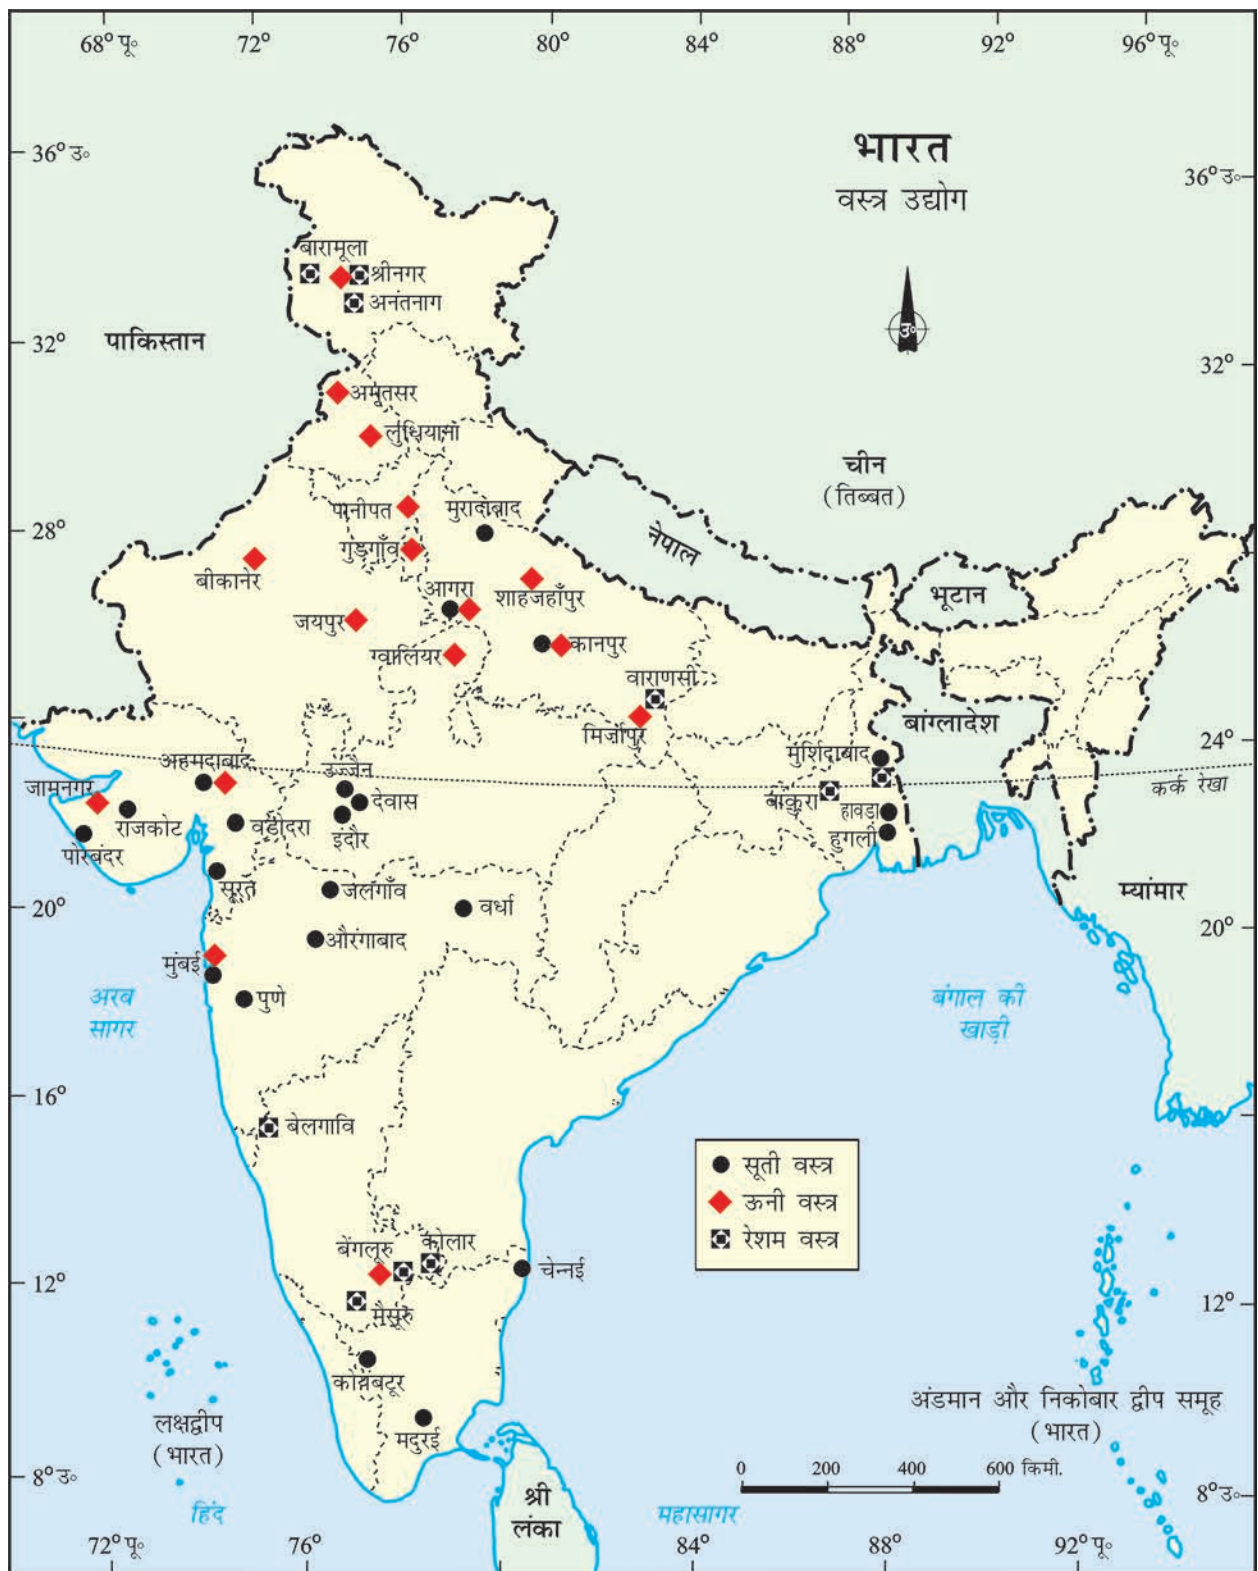 68° पू॰ 72° 76° 80° 84° 88° 92° 96° पू॰
भारत
वस्त्र उद्योग
36° उ॰
36° उ॰
उ॰
बारामूला
श्रीनगर
अनंतनाग
पाकिस्तान
32°
32°
अमृतसर
लुधियाना
चीन
(तिब्बत)
पानीपत
मुरादाबाद
28°
28°
गुड़गाँव
नेपाल
बीकानेर
आगरा
शाहजहाँपुर
भूटान
जयपुर
ग्वालियर
कानपुर
वाराणसी
मिर्जापुर
बांग्लादेश
मुर्शिदाबाद
24°
कर्क रेखा
अहमदाबाद
उज्जैन
जामनगर
देवास
राजकोट
वडोदरा
इंदौर
पोरबंदर
बांकुरा
हावड़ा
हुगली
सूरत
जलगाँव
वर्धा
म्यांमार
20°
20°
औरंगाबाद
मुंबई
पुणे
अरब
सागर
बंगाल की
खाड़ी
16°
बेलगावि
सूती वस्त्र
ऊनी वस्त्र
रेशम वस्त्र
बेंगलूरु
कोलार
चेन्नई
12°
12°
मैसूरु
कोयंबटूर
मदुरई
लक्षद्वीप
(भारत)
अंडमान और निकोबार द्वीप समूह
(भारत)
8° उ॰
8° उ॰
0 200 400 600 किमी.
श्री
लंका
हिंद
महासागर
72° पू॰ 76° 84° 88° 92° पू॰